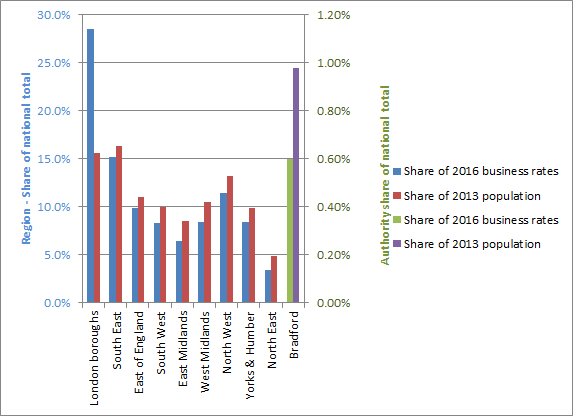 Region - Share of national total
30.0%
25.0%
20.0%
15.0%
10.0%
5.0%
0.0%
1.20%
1.00%
0.80%
0.60%
0.40%
0.20%
0.00%
Authority share of national total
London boroughs
South East
East of England
South West
East Midlands
West Midlands
North West
Yorks & Humber
North East
Bradford
Share of 2016 business rates
Share of 2013 population
Share of 2016 business rates
Share of 2013 population